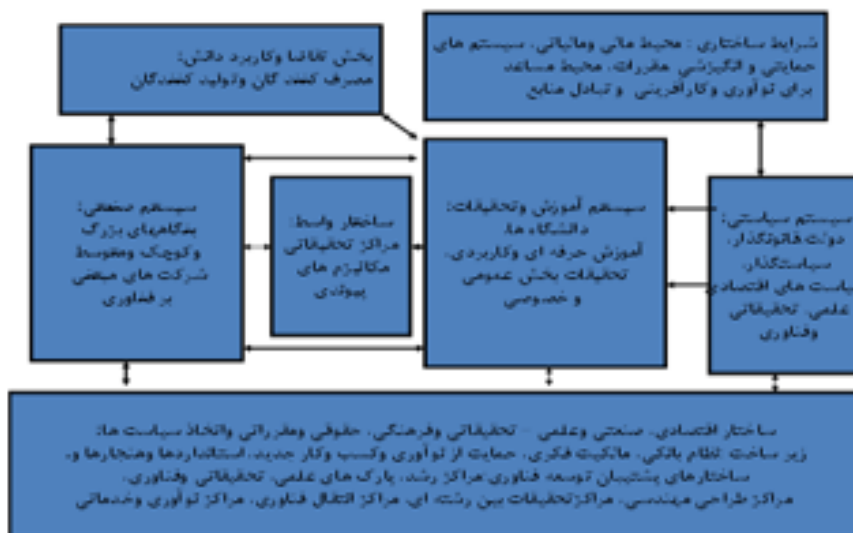 شرایط ساختاری : محیط مالی ومالیاتی، سیستم های
حمایتی و انگیزشی مقررات، محیط مساعد
برای نوآوری وکارآفرینی و تبادل منابع
بخش تقاضا وکاربرد دانش:
مصرف کنند گان وتولید کنندگان
سیستم سیاستی:
دولت قانونگذار،
سیاستگذار،
سیاست های اقتصادی
علمی، تحقیقاتی
وفناوری
سیستم آموزش وتحقیقات:
دانشگاه ها،
آموزش حرفه ای وکاربردی،
تحقیقات بخش عمومی
و خصوصی
ساختار واسط:
مراکز تحقیقاتی
مکانیزم های
پیوندی
سیستم صنعتی:
بنگاههای بزرگ
وکوچک ومتوسط
شرکت های مبتنی
بر فناوری
ساختار اقتصادی، صنعتی وعلمی - تحقیقاتی وفرهنگی، حقوقی ومقرراتی واتخاذ سیاست ها:
زیر ساخت نظام بانکی، مالکیت فکری، حمایت از نوآوری وکسب وکار جدید، استانداردها وهنجارها و،
ساختارهای پشتیبان توسعه فناوری:مراکز رشد، پارک های علمی، تحقیقاتی وفناوری،
مراکز طراحی مهندسی، مراکزتحقیقات بین رشته ای، مراکز انتقال فناوری، مراکز نوآوری وخدماتی